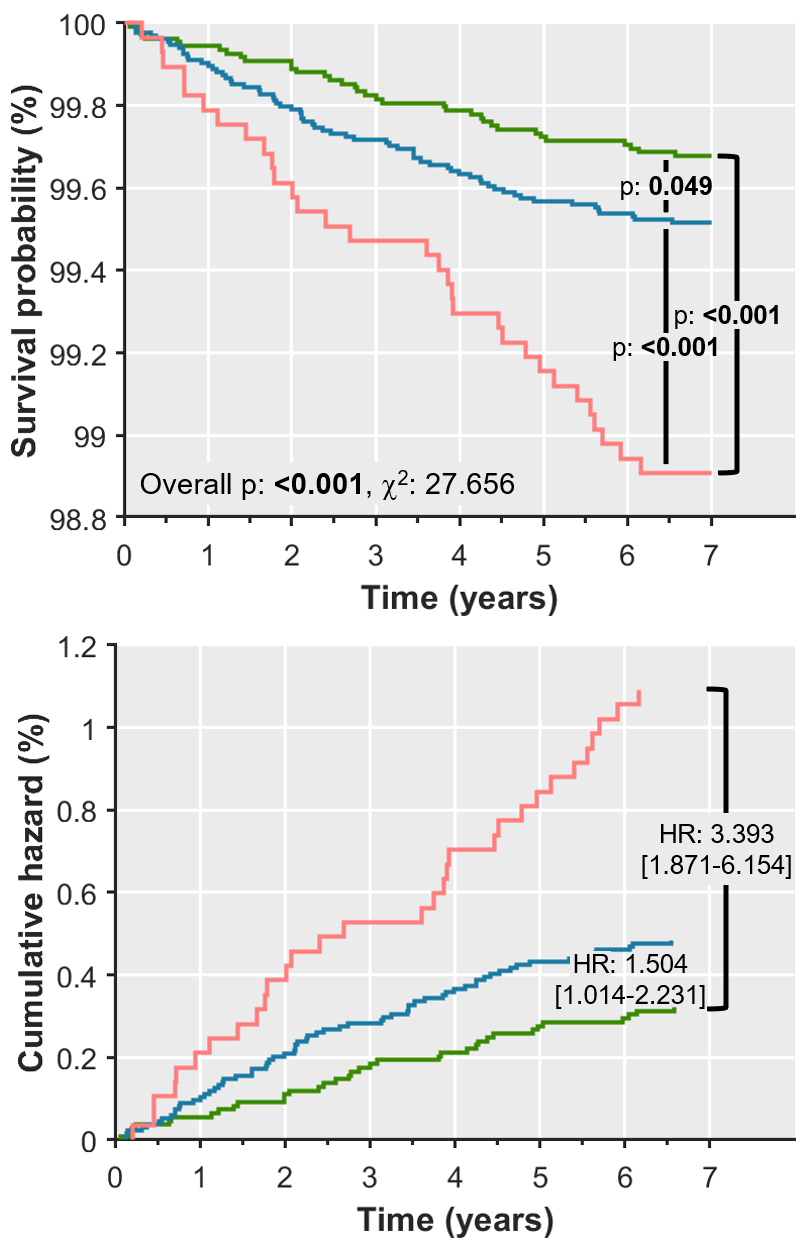 Survival probability (%)
100
99.8
99.6
99.4
99.2
99
98.8
p: 0.049
p: <0.001
p: <0.001
Overall p: <0.001, χ²: 27.656
0 1 2 3 4 5 6 7
Time (years)
Cumulative hazard (%)
1.2
1
0.8
0.6
0.4
0.2
0
HR: 3.393
[1.871-6.154]
HR: 1.504
[1.014-2.231]
0 1 2 3 4 5 6 7
Time (years)